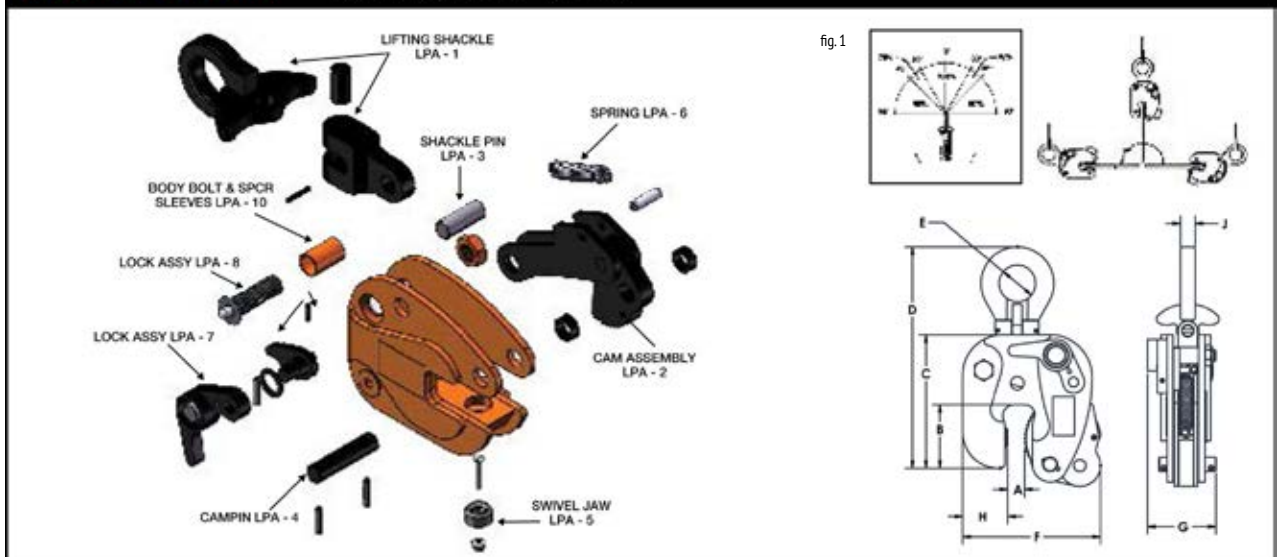 LIFTING SHACKLE
LPA - 1
SPRING LPA - 6
SHACKLE PIN
LPA - 3
BODY BOLT & SPCR
SLEEVES LPA - 10
LOCK ASSY LPA - 8
LOCK ASSY LPA - 7
CAM ASSEMBLY
LPA - 2
CAMPIN LPA - 4
SWIVEL JAW
LPA - 5
fig. 1
E
J
D
C
B
A
H
F
G